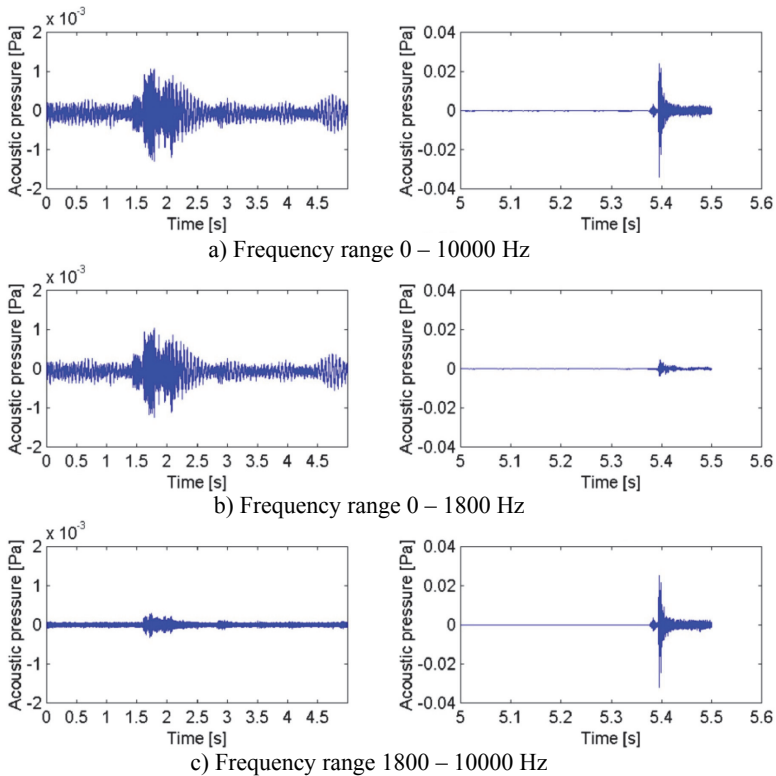 x 10⁻³
2
1
0
-1
-2
Acoustic pressure [Pa]
0 0.5 1 1.5 2 2.5 3 3.5 4 4.5
Time [s]
0.04
0.02
0
-0.02
-0.04
Acoustic pressure [Pa]
5 5.1 5.2 5.3 5.4 5.5 5.6
Time [s]
a) Frequency range 0 – 10000 Hz
x 10⁻³
2
1
0
-1
-2
Acoustic pressure [Pa]
0 0.5 1 1.5 2 2.5 3 3.5 4 4.5
Time [s]
0.04
0.02
0
-0.02
-0.04
Acoustic pressure [Pa]
5 5.1 5.2 5.3 5.4 5.5 5.6
Time [s]
b) Frequency range 0 – 1800 Hz
x 10⁻³
2
1
0
-1
-2
Acoustic pressure [Pa]
0 0.5 1 1.5 2 2.5 3 3.5 4 4.5
Time [s]
0.04
0.02
0
-0.02
-0.04
Acoustic pressure [Pa]
5 5.1 5.2 5.3 5.4 5.5 5.6
Time [s]
c) Frequency range 1800 – 10000 Hz